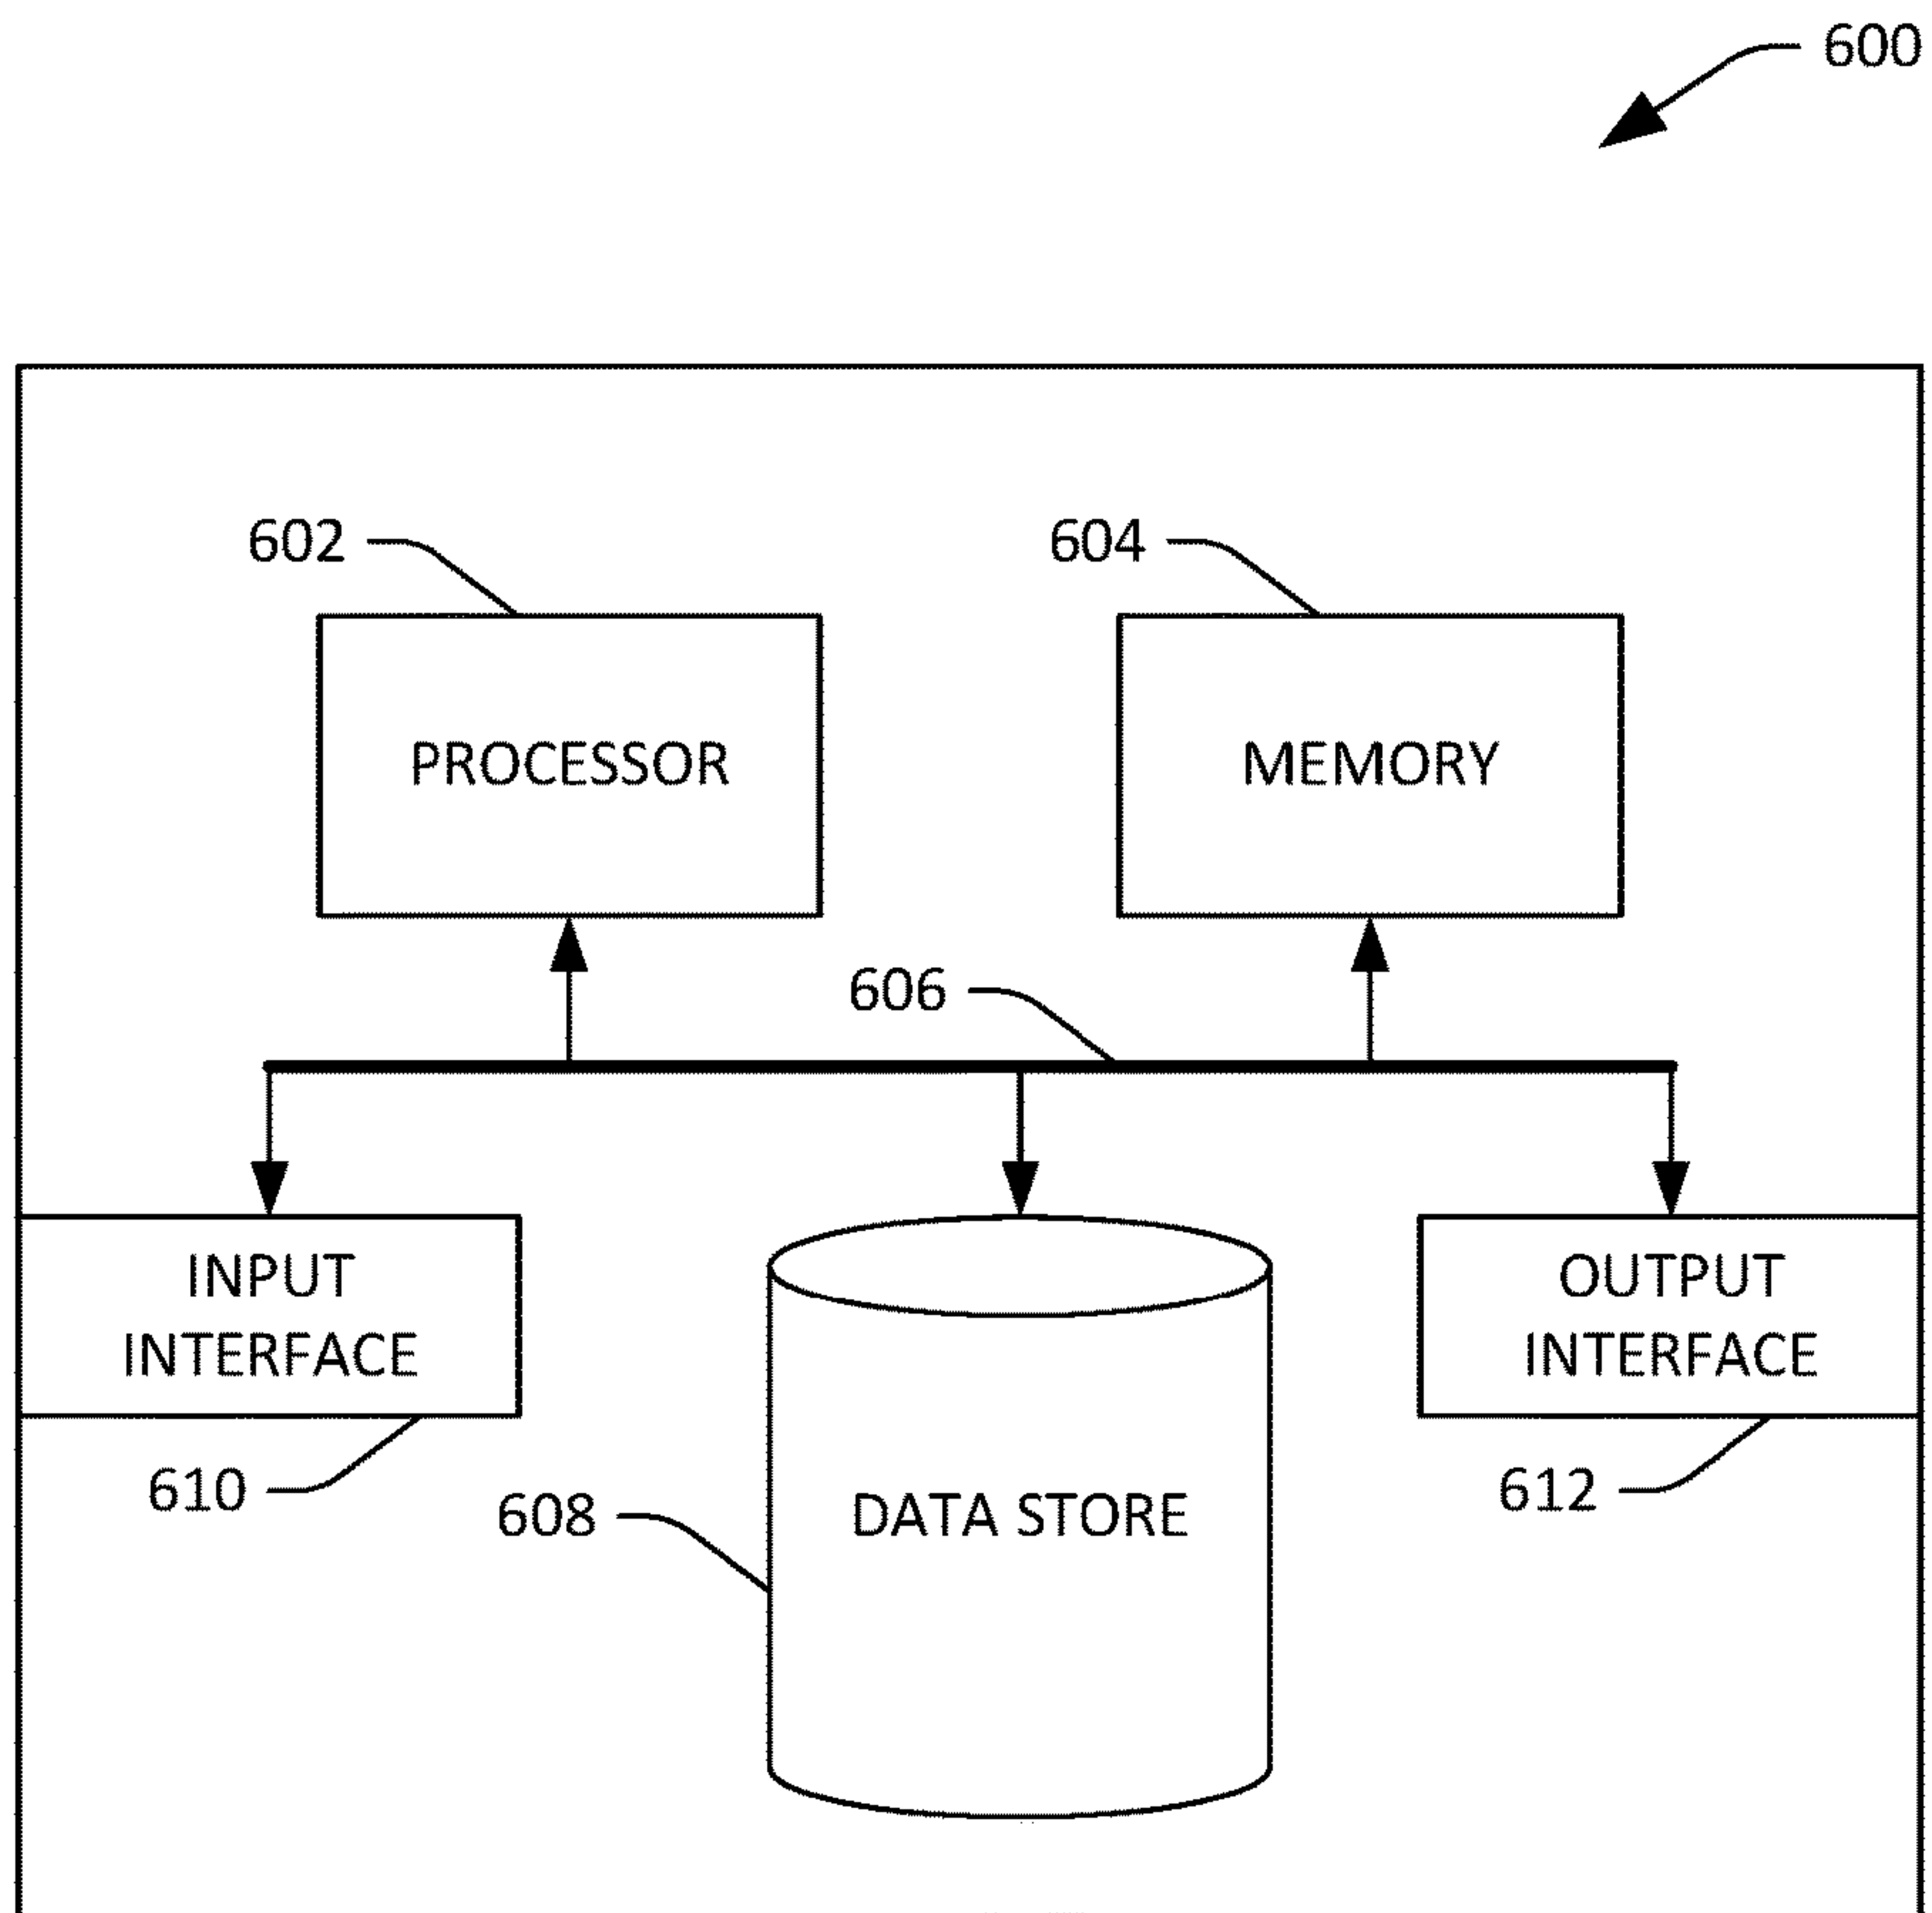 600
602
604
PROCESSOR
MEMORY
606
INPUT
INTERFACE
OUTPUT
INTERFACE
610
608
DATA STORE
612